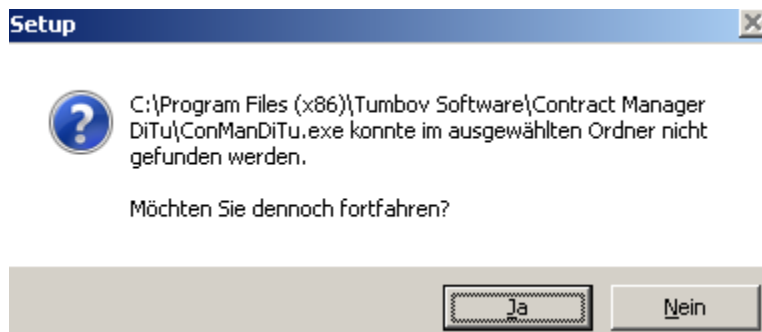 Setup
C:\Program Files (x86)\Tumbov Software\Contract Manager
DiTu\ConManDiTu.exe konnte im ausgewählten Ordner nicht
gefunden werden.
Möchten Sie dennoch fortfahren?
Ja
Nein